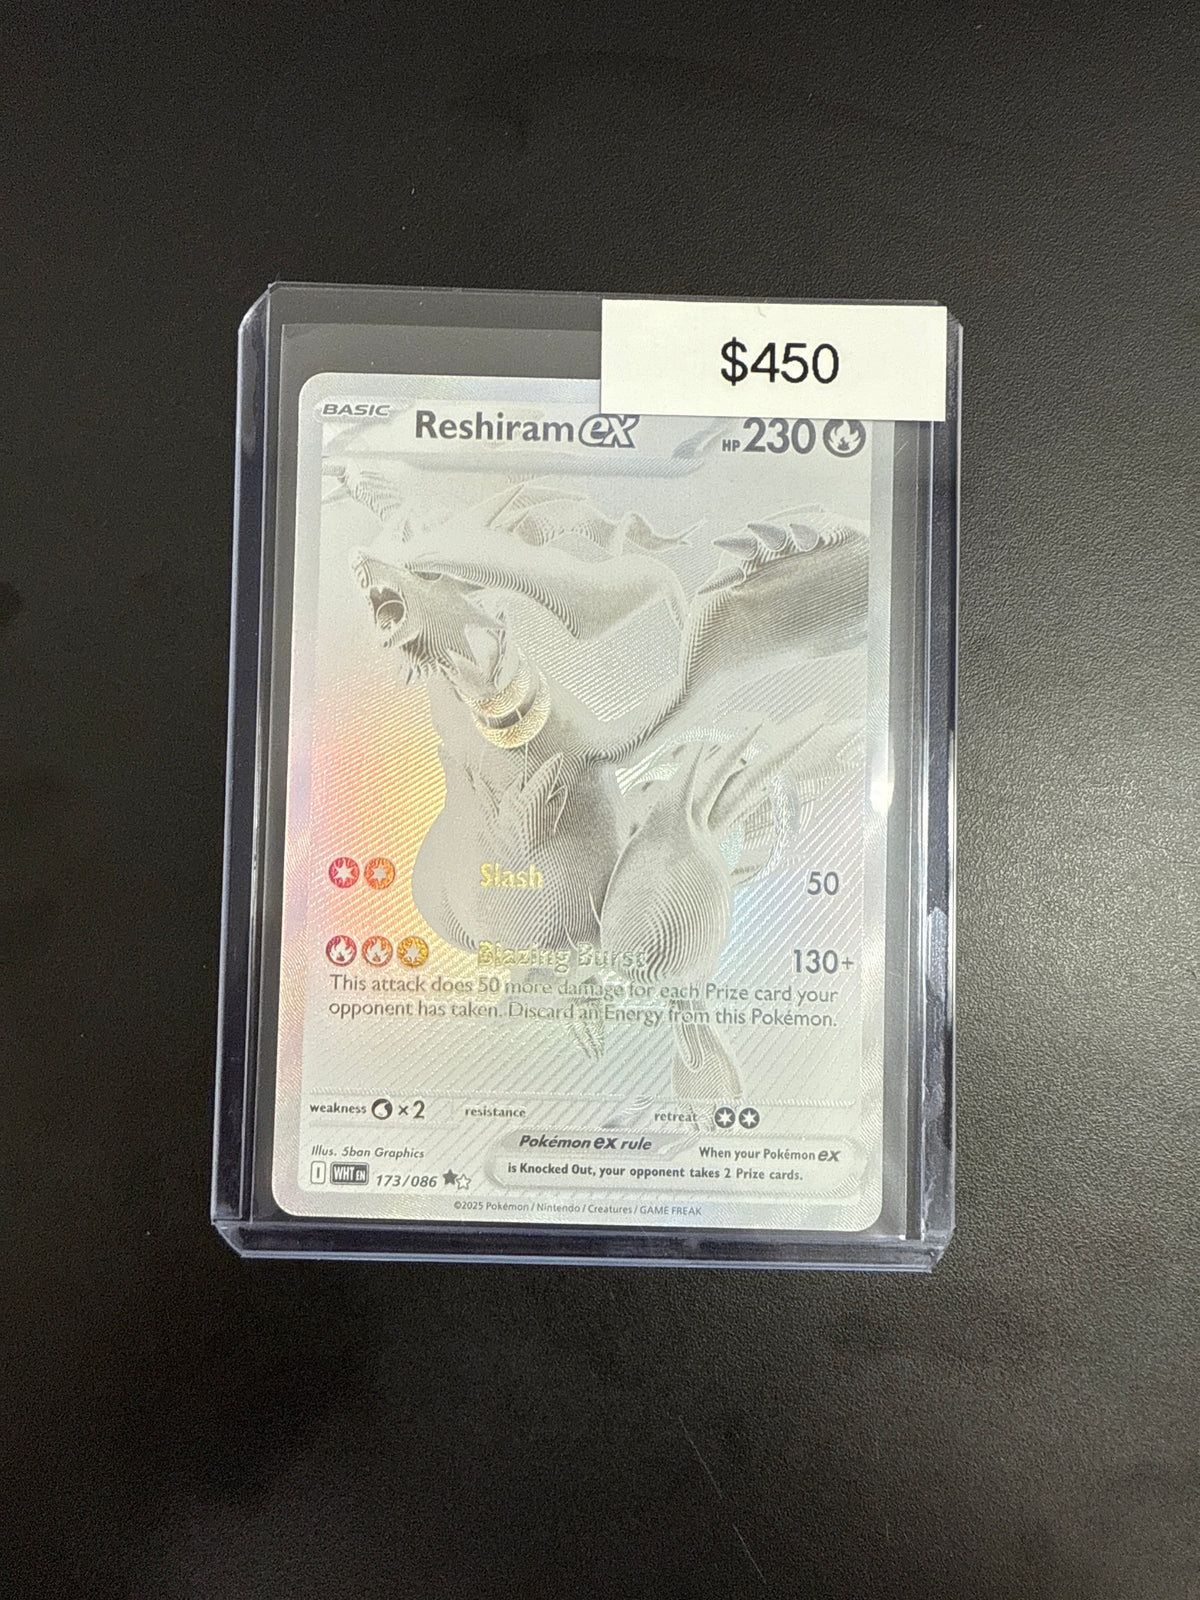 $450
BASIC Reshiram ex HP 230
Slash 50
Blazing Burst 130+
This attack does 50 more damage for each Prize card your
opponent has taken. Discard an Energy from this Pokémon.
weakness ×2 resistance retreat
Illus. 5ban Graphics
Pokémon ex rule When your Pokémon ex
is Knocked Out, your opponent takes 2 Prize cards.
I WHT EN 173/086
©2025 Pokémon / Nintendo / Creatures / GAME FREAK